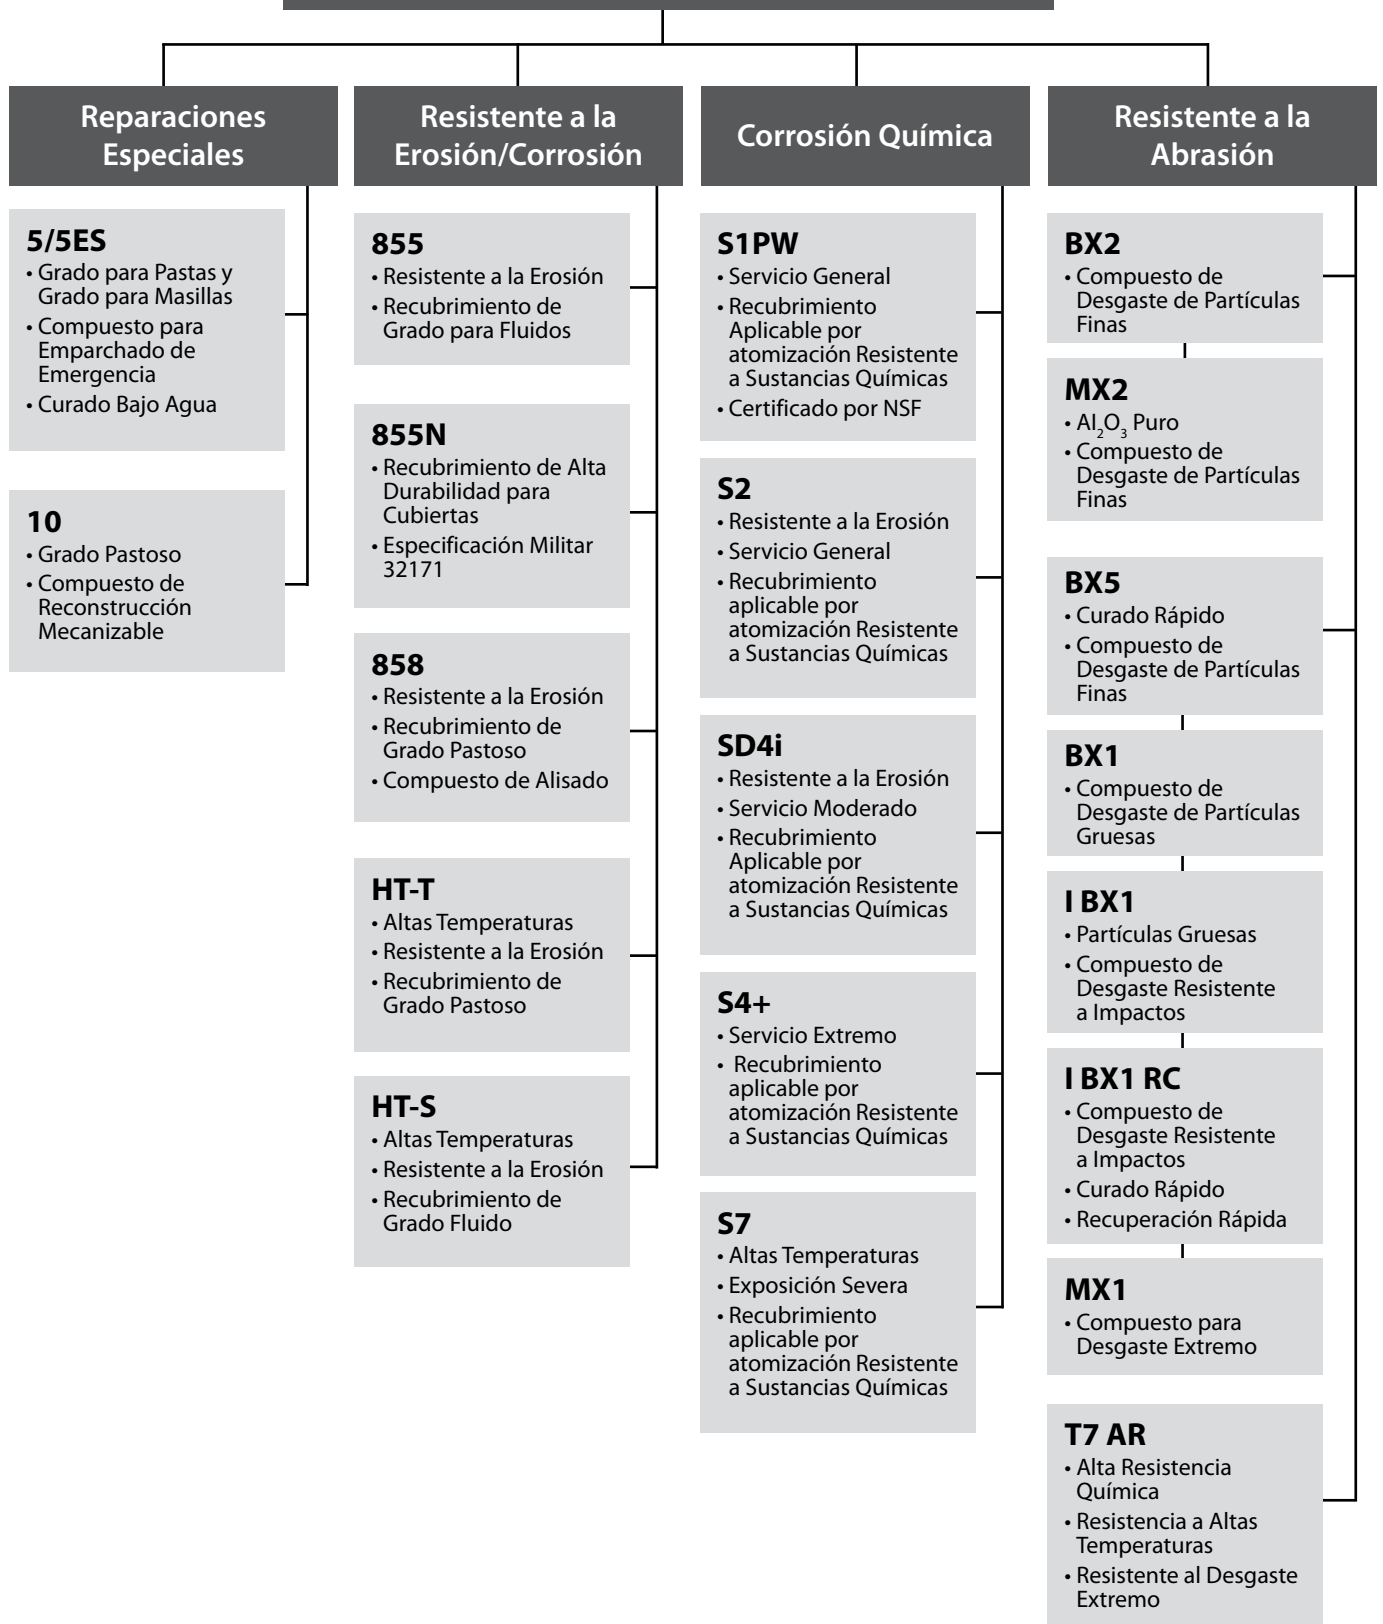 Reparaciones
Especiales
5/5ES
• Grado para Pastas y
Grado para Masillas
• Compuesto para
Emparchado de
Emergencia
• Curado Bajo Agua
10
• Grado Pastoso
• Compuesto de
Reconstrucción
Mecanizable
Resistente a la
Erosión/Corrosión
855
• Resistente a la Erosión
• Recubrimiento de
Grado para Fluidos
855N
• Recubrimiento de Alta
Durabilidad para
Cubiertas
• Especificación Militar
32171
858
• Resistente a la Erosión
• Recubrimiento de
Grado Pastoso
• Compuesto de Alisado
HT-T
• Altas Temperaturas
• Resistente a la Erosión
• Recubrimiento de
Grado Pastoso
HT-S
• Altas Temperaturas
• Resistente a la Erosión
• Recubrimiento de
Grado Fluido
Corrosión Química
S1PW
• Servicio General
• Recubrimiento
Aplicable por
atomización Resistente
a Sustancias Químicas
• Certificado por NSF
S2
• Resistente a la Erosión
• Servicio General
• Recubrimiento
aplicable por
atomización Resistente
a Sustancias Químicas
SD4i
• Resistente a la Erosión
• Servicio Moderado
• Recubrimiento
Aplicable por
atomización Resistente
a Sustancias Químicas
S4+
• Servicio Extremo
• Recubrimiento
aplicable por
atomización Resistente
a Sustancias Químicas
S7
• Altas Temperaturas
• Exposición Severa
• Recubrimiento
aplicable por
atomización Resistente
a Sustancias Químicas
Resistente a la
Abrasión
BX2
• Compuesto de
Desgaste de Partículas
Finas
MX2
• Al₂O₃ Puro
• Compuesto de
Desgaste de Partículas
Finas
BX5
• Curado Rápido
• Compuesto de
Desgaste de Partículas
Finas
BX1
• Compuesto de
Desgaste de Partículas
Gruesas
I BX1
• Partículas Gruesas
• Compuesto de
Desgaste Resistente
a Impactos
I BX1 RC
• Compuesto de
Desgaste Resistente
a Impactos
• Curado Rápido
• Recuperación Rápida
MX1
• Compuesto para
Desgaste Extremo
T7 AR
• Alta Resistencia
Química
• Resistencia a Altas
Temperaturas
• Resistente al Desgaste
Extremo